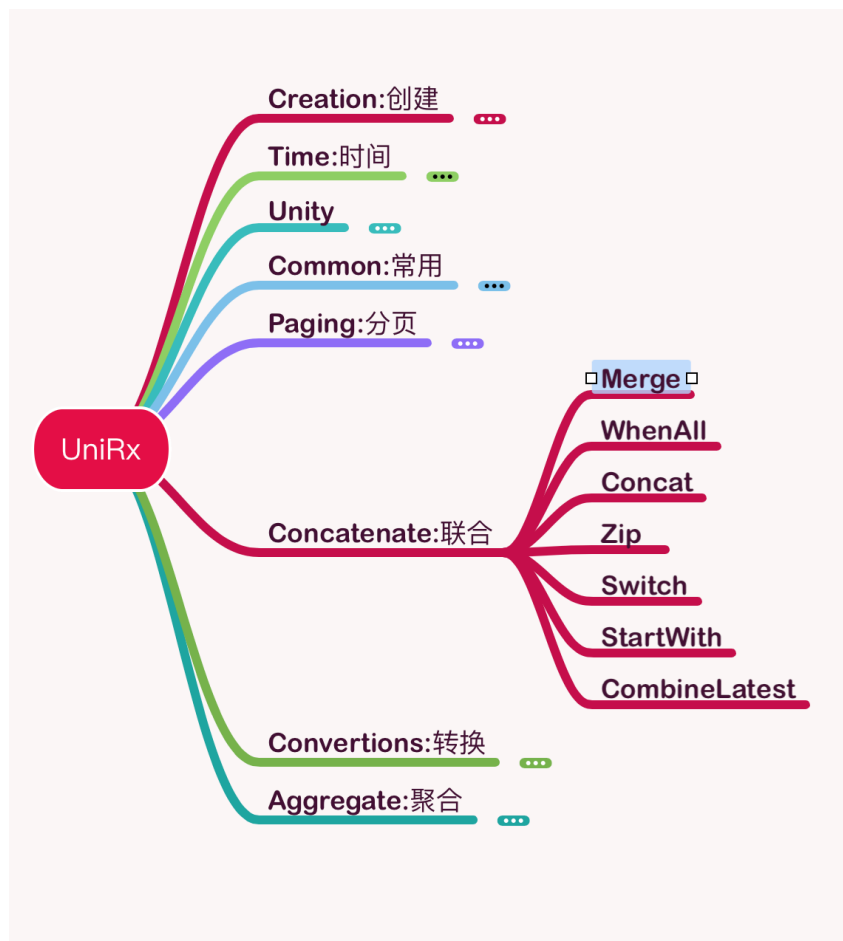 Creation:创建
Time:时间
Unity
Common:常用
Paging:分页
UniRx
Concatenate:联合
Merge
WhenAll
Concat
Zip
Switch
StartWith
CombineLatest
Convertions:转换
Aggregate:聚合